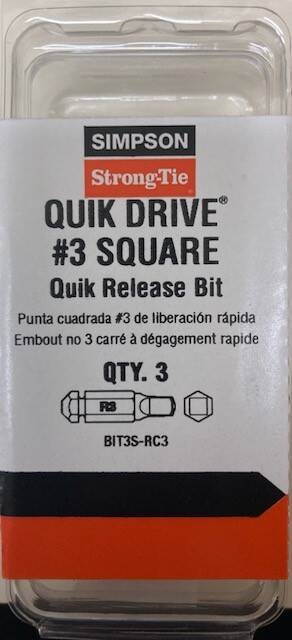 SIMPSON
Strong-Tie®
QUIK DRIVE®
#3 SQUARE
Quik Release Bit
Punta cuadrada #3 de liberación rápida
Embout no 3 carré à dégagement rapide
QTY. 3
R3
BIT3S-RC3